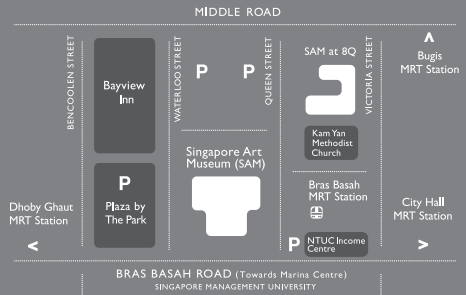 MIDDLE ROAD
BENCOOLEN STREET
Bayview
Inn
WATERLOO STREET
P P
QUEEN STREET
SAM at 8Q
VICTORIA STREET
Bugis
MRT Station
Kam Yan
Methodist
Church
Singapore Art
Museum (SAM)
Dhoby Ghaut
MRT Station
P
Plaza by
The Park
Bras Basah
MRT Station
City Hall
MRT Station
P NTUC Income
Centre
BRAS BASAH ROAD (Towards Marina Centre)
SINGAPORE MANAGEMENT UNIVERSITY